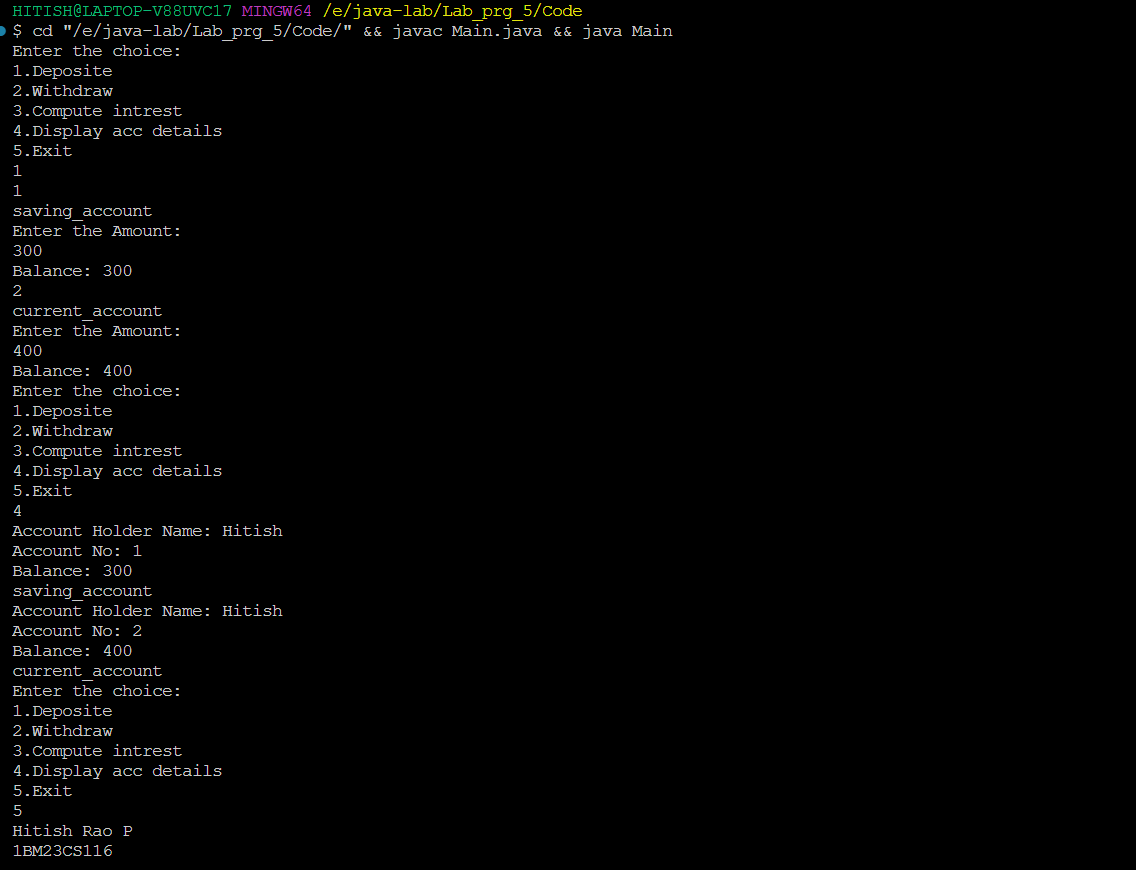 HITISH@LAPTOP-V88UVC17 MINGW64 /e/java-lab/Lab_prg_5/Code
$ cd "/e/java-lab/Lab_prg_5/Code/" && javac Main.java && java Main
Enter the choice:
1.Deposite
2.Withdraw
3.Compute intrest
4.Display acc details
5.Exit
1
1
saving_account
Enter the Amount:
300
Balance: 300
2
current_account
Enter the Amount:
400
Balance: 400
Enter the choice:
1.Deposite
2.Withdraw
3.Compute intrest
4.Display acc details
5.Exit
4
Account Holder Name: Hitish
Account No: 1
Balance: 300
saving_account
Account Holder Name: Hitish
Account No: 2
Balance: 400
current_account
Enter the choice:
1.Deposite
2.Withdraw
3.Compute intrest
4.Display acc details
5.Exit
5
Hitish Rao P
1BM23CS116